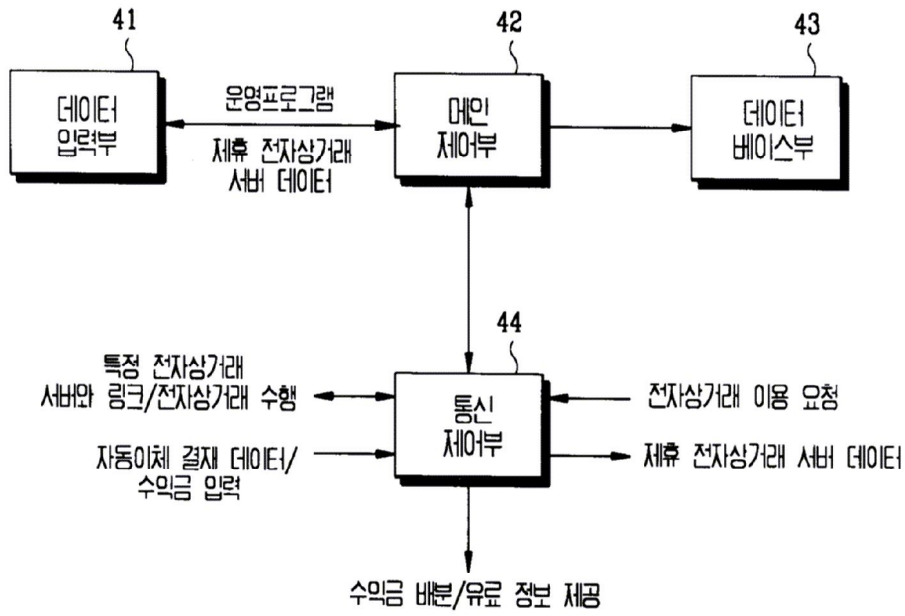 41
42
43
데이터
입력부
운영프로그램
제휴 전자상거래
서버 데이터
메인
제어부
데이터
베이스부
44
특정 전자상거래
서버와 링크/전자상거래 수행
자동이체 결재 데이터/
수익금 입력
통신
제어부
전자상거래 이용 요청
제휴 전자상거래 서버 데이터
수익금 배분/유료 정보 제공